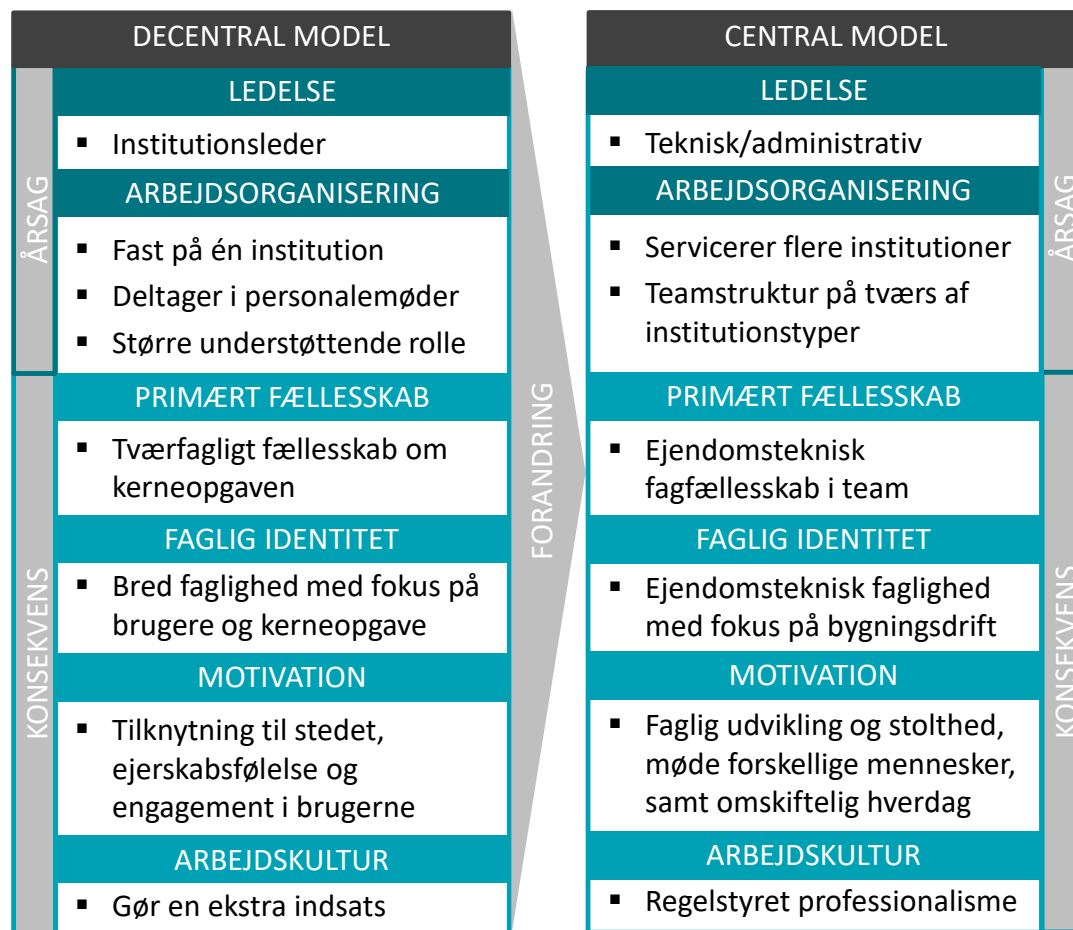 DECENTRAL MODEL
ÅRSAG
LEDELSE
▪ Institutionsleder
ARBEJDSORGANISERING
▪ Fast på én institution
▪ Deltager i personalemøder
▪ Større understøttende rolle
KONSEKVENS
PRIMÆRT FÆLLESSKAB
▪ Tværfagligt fællesskab om
kerneopgaven
FAGLIG IDENTITET
▪ Bred faglighed med fokus på
brugere og kerneopgave
MOTIVATION
▪ Tilknytning til stedet,
ejerskabsfølelse og
engagement i brugerne
ARBEJDSKULTUR
▪ Gør en ekstra indsats
FORANDRING
CENTRAL MODEL
LEDELSE
▪ Teknisk/administrativ
ARBEJDSORGANISERING
▪ Servicerer flere institutioner
▪ Teamstruktur på tværs af
institutionstyper
ÅRSAG
PRIMÆRT FÆLLESSKAB
▪ Ejendomsteknisk
fagfællesskab i team
FAGLIG IDENTITET
▪ Ejendomsteknisk faglighed
med fokus på bygningsdrift
MOTIVATION
▪ Faglig udvikling og stolthed,
møde forskellige mennesker,
samt omskiftelig hverdag
ARBEJDSKULTUR
▪ Regelstyret professionalisme
KONSEKVENS